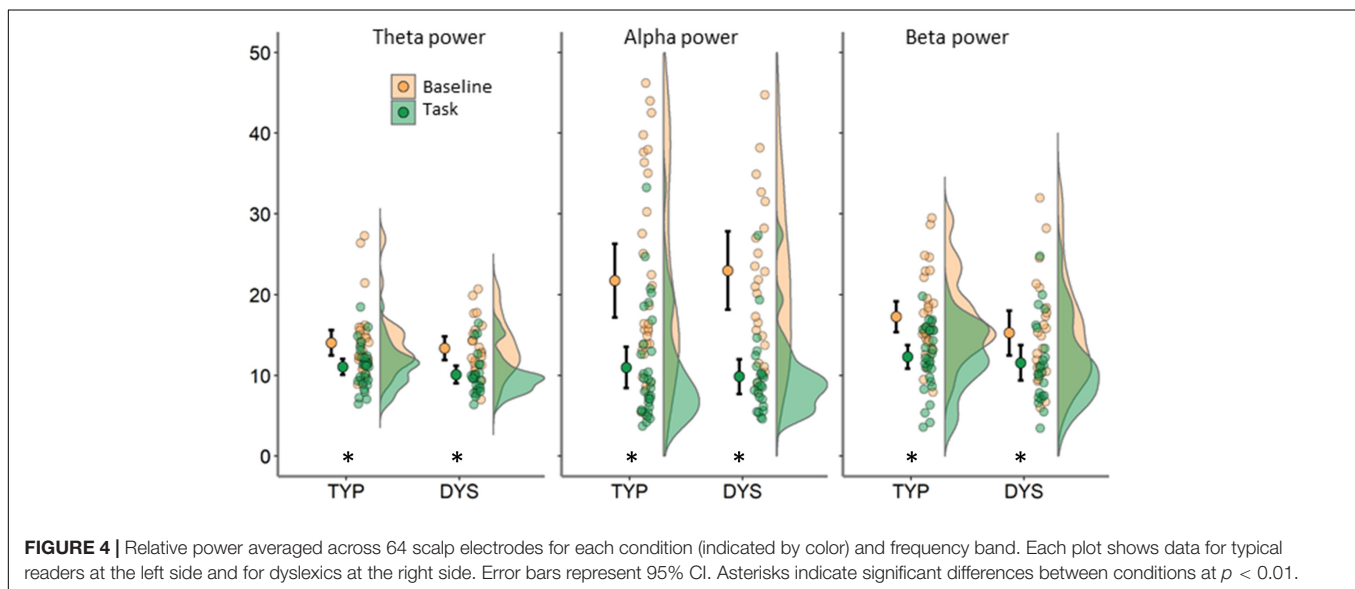 Theta power Alpha power Beta power
50
Baseline
Task
40
30
20
10
0
* * * * * *
TYP DYS TYP DYS TYP DYS
FIGURE 4 | Relative power averaged across 64 scalp electrodes for each condition (indicated by color) and frequency band. Each plot shows data for typical
readers at the left side and for dyslexics at the right side. Error bars represent 95% CI. Asterisks indicate significant differences between conditions at p < 0.01.